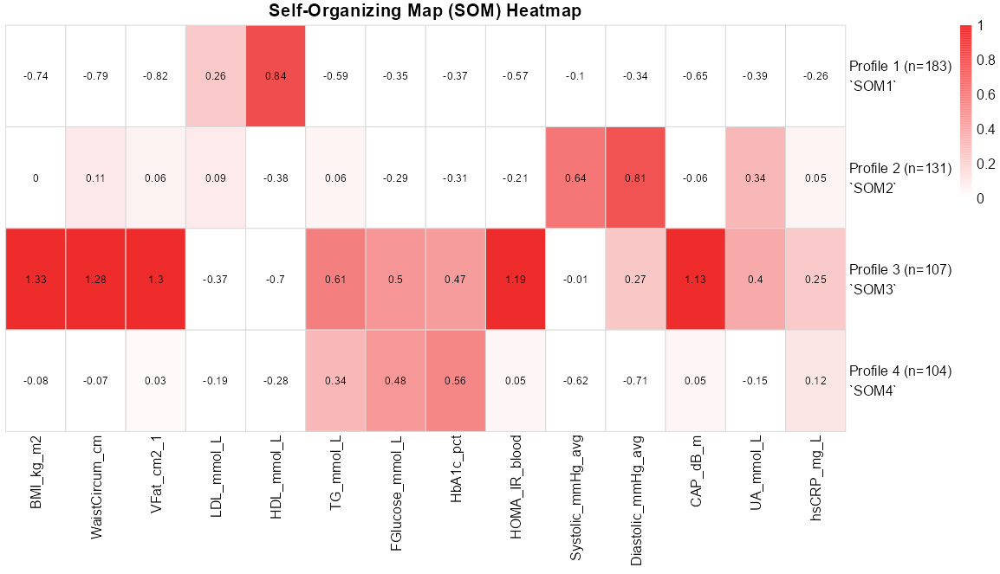 Self-Organizing Map (SOM) Heatmap
-0.74 -0.79 -0.82 0.26 0.84 -0.59 -0.35 -0.37 -0.57 -0.1 -0.34 -0.65 -0.39 -0.26
Profile 1 (n=183)
`SOM1`
0 0.11 0.06 0.09 -0.38 0.06 -0.29 -0.31 -0.21 0.64 0.81 -0.06 0.34 0.05
Profile 2 (n=131)
`SOM2`
1.33 1.28 1.3 -0.37 -0.7 0.61 0.5 0.47 1.19 -0.01 0.27 1.13 0.4 0.25
Profile 3 (n=107)
`SOM3`
-0.08 -0.07 0.03 -0.19 -0.28 0.34 0.48 0.56 0.05 -0.62 -0.71 0.05 -0.15 0.12
Profile 4 (n=104)
`SOM4`
BMI_kg_m2
WaistCircum_cm
VFat_cm2_1
LDL_mmol_L
HDL_mmol_L
TG_mmol_L
FGlucose_mmol_L
HbA1c_pct
HOMA_IR_blood
Systolic_mmHg_avg
Diastolic_mmHg_avg
CAP_dB_m
UA_mmol_L
hsCRP_mg_L
1
0.8
0.6
0.4
0.2
0